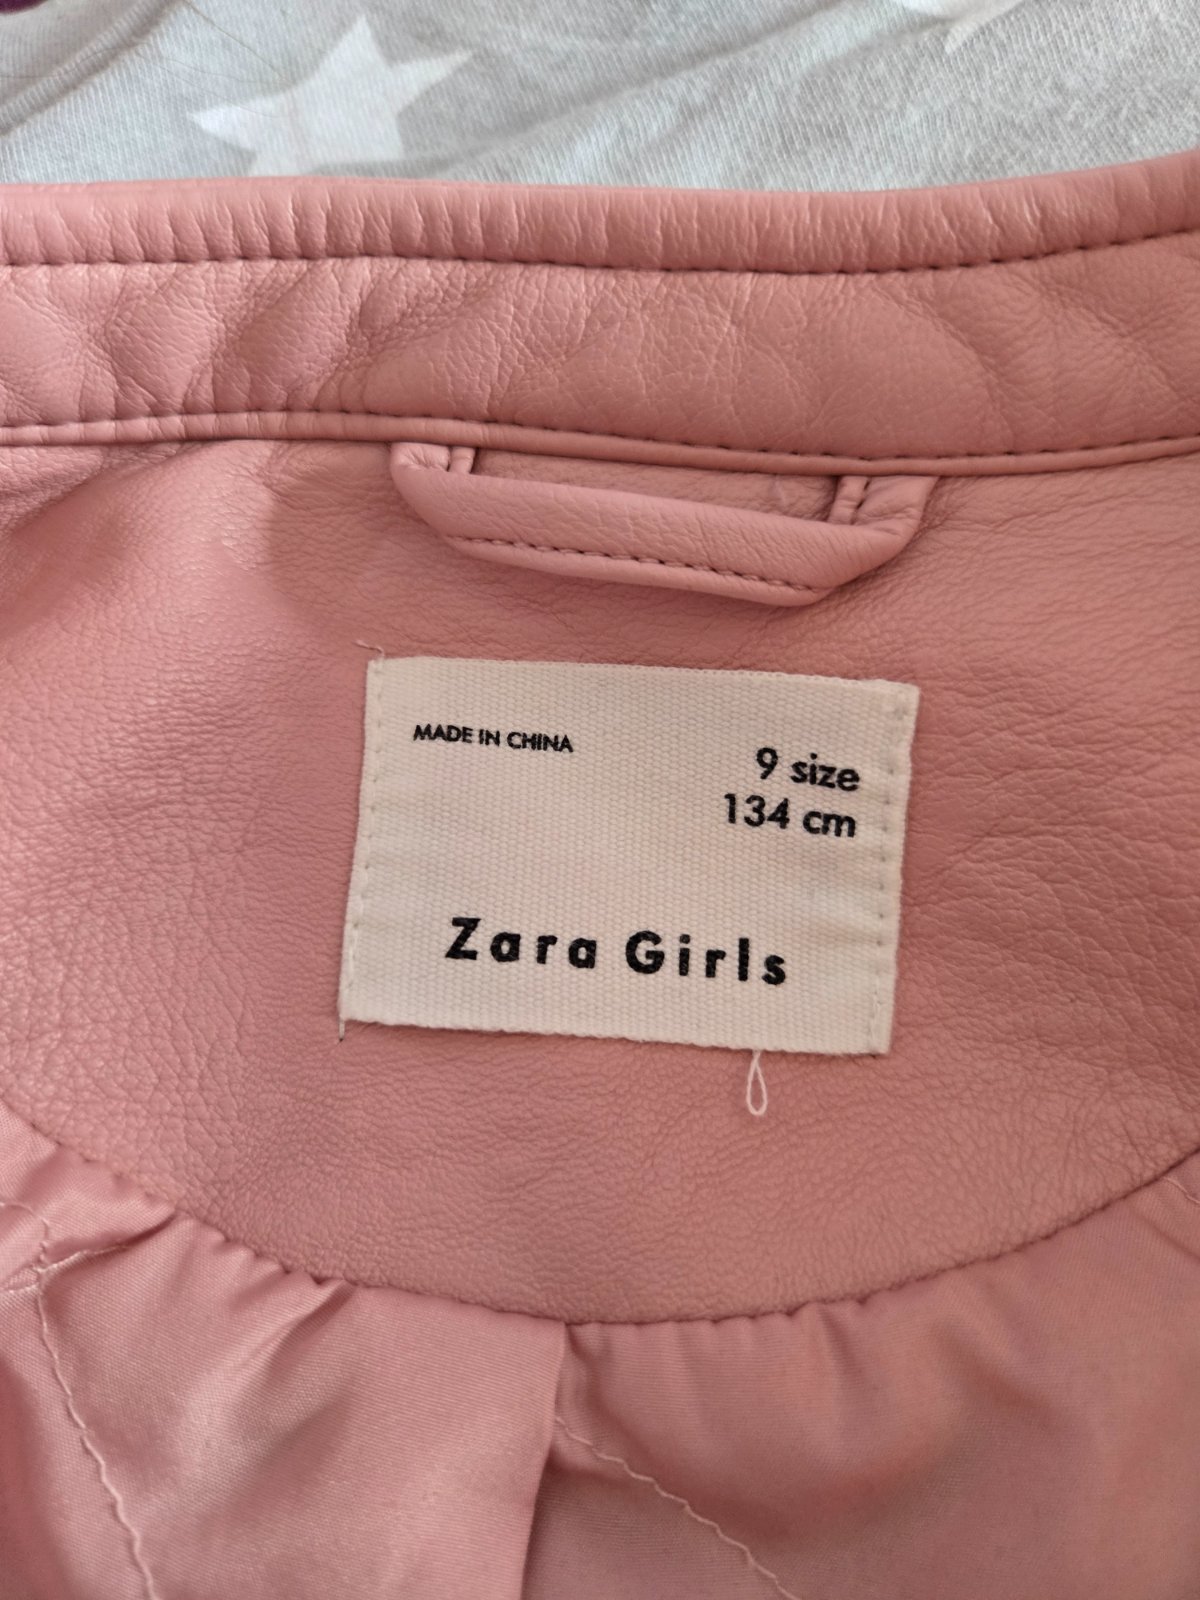 MADE IN CHINA
9 size
134 cm
Zara Girls